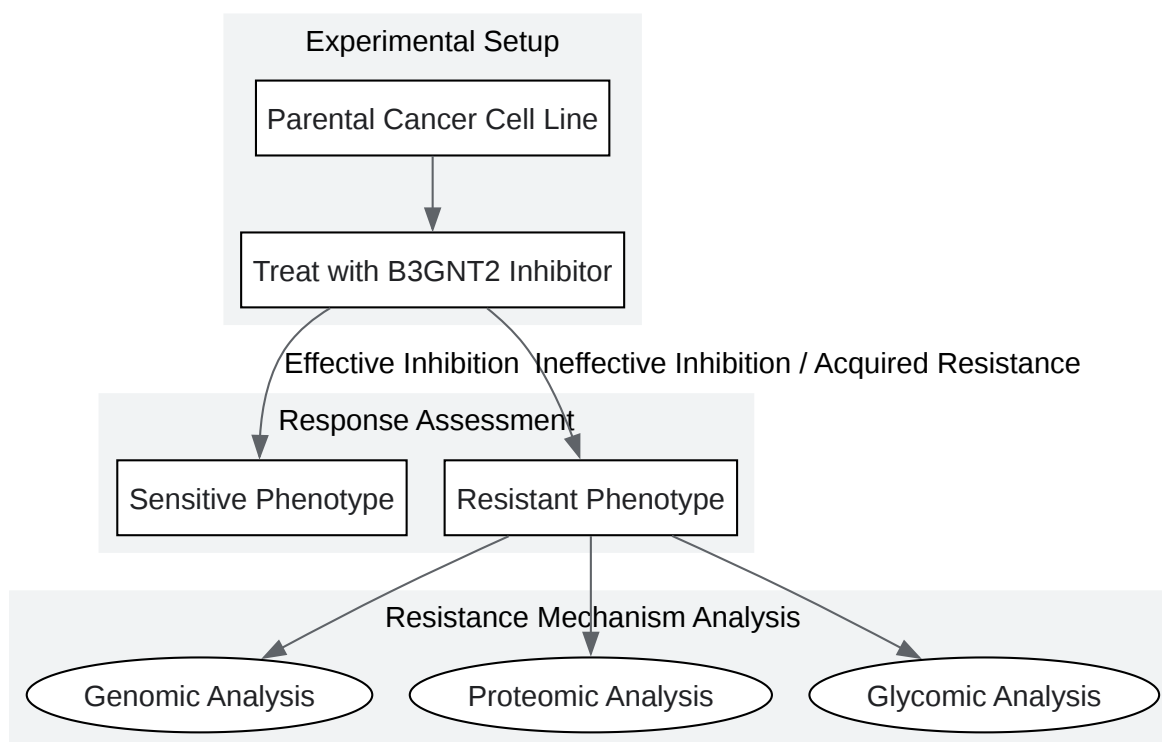 Experimental Setup
Parental Cancer Cell Line
Treat with B3GNT2 Inhibitor
Effective Inhibition
Ineffective Inhibition / Acquired Resistance
Response Assessment
Sensitive Phenotype
Resistant Phenotype
Resistance Mechanism Analysis
Genomic Analysis
Proteomic Analysis
Glycomic Analysis